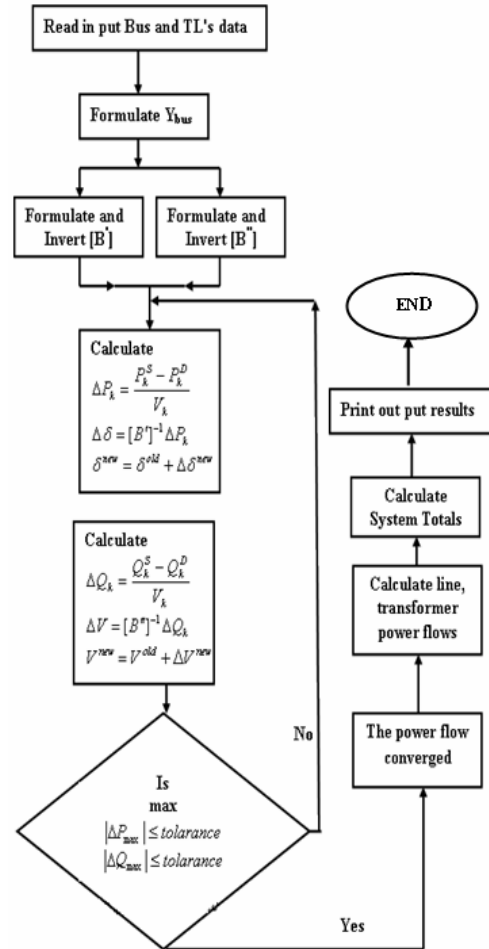 Read in put Bus and TL's data
Formulate Y_bus
Formulate and
Invert [B']
Formulate and
Invert [B'']
Calculate
ΔP_k = (P_k^S − P_k^D) / V_k
Δδ = [B']^-1 ΔP_k
δ^new = δ^old + Δδ^new
Calculate
ΔQ_k = (Q_k^S − Q_k^D) / V_k
ΔV = [B'']^-1 ΔQ_k
V^new = V^old + ΔV^new
Is
max
|ΔP_max| ≤ tolarance
|ΔQ_max| ≤ tolarance
No
Yes
The power flow
converged
Calculate line,
transformer
power flows
Calculate
System Totals
Print out put results
END